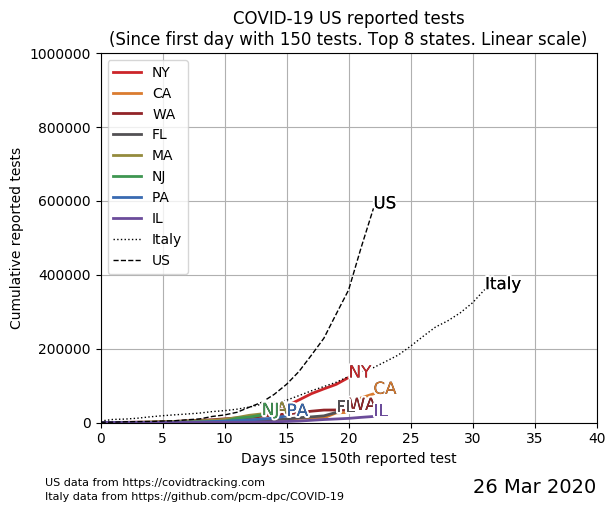 COVID-19 US reported tests
(Since first day with 150 tests. Top 8 states. Linear scale)
Cumulative reported tests
1000000
800000
600000
400000
200000
0
NY
CA
WA
FL
MA
NJ
PA
IL
Italy
US
US
Italy
NY
CA
NJ
PA
FL
WA
IL
0 5 10 15 20 25 30 35 40
Days since 150th reported test
US data from https://covidtracking.com
Italy data from https://github.com/pcm-dpc/COVID-19
26 Mar 2020